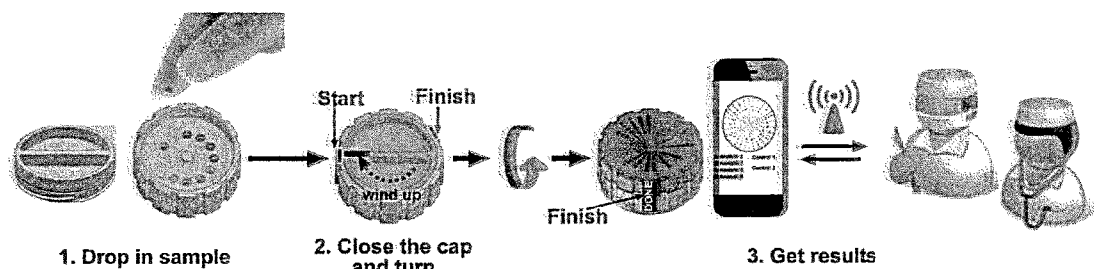 Start
Finish
wind-up
Finish
DONE
1. Drop in sample
2. Close the cap
and turn
3. Get results